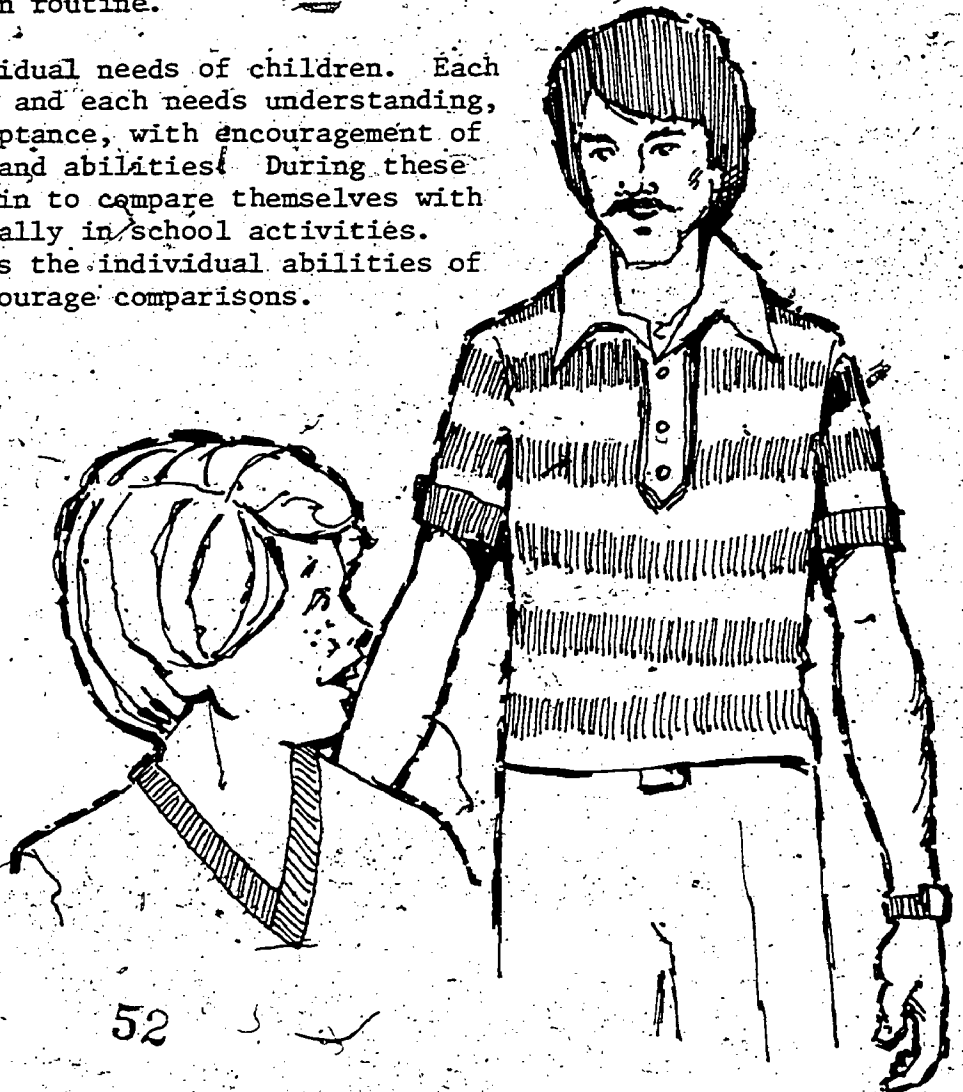 n routine.
idual needs of children. Each
and each needs understanding,
ptance, with encouragement of
and abilities. During these
in to compare themselves with
ally in school activities.
s the individual abilities of
ourage comparisons.
52